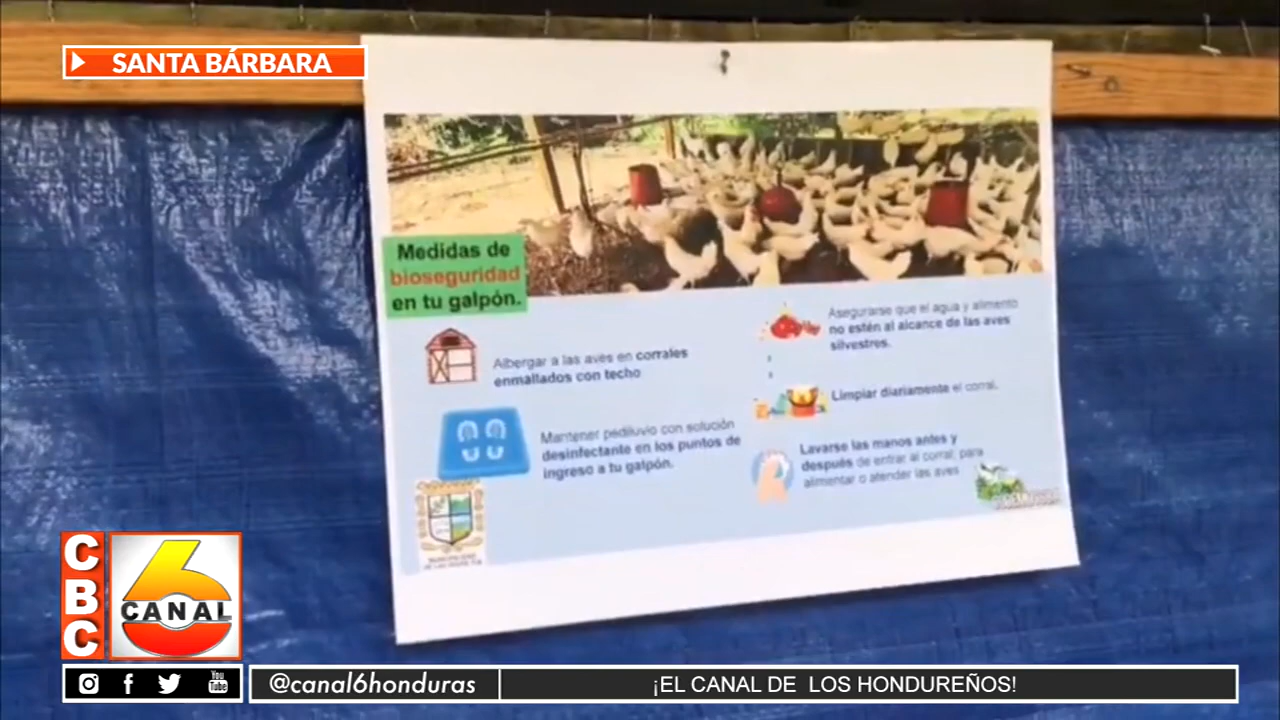 SANTA BÁRBARA
Medidas de
bioseguridad
en tu galpón.
Albergar a las aves en corrales
enmallados con techo
Mantener pediluvio con solución
desinfectante en los puntos de
ingreso a tu galpón.
Asegurarse que el agua y alimento
no estén al alcance de las aves
silvestres.
Limpiar diariamente el corral.
Lavarse las manos antes y
después de entrar al corral, para
alimentar o atender las aves
CBC
6
CANAL
You
Tube
@canal6honduras
¡EL CANAL DE LOS HONDUREÑOS!